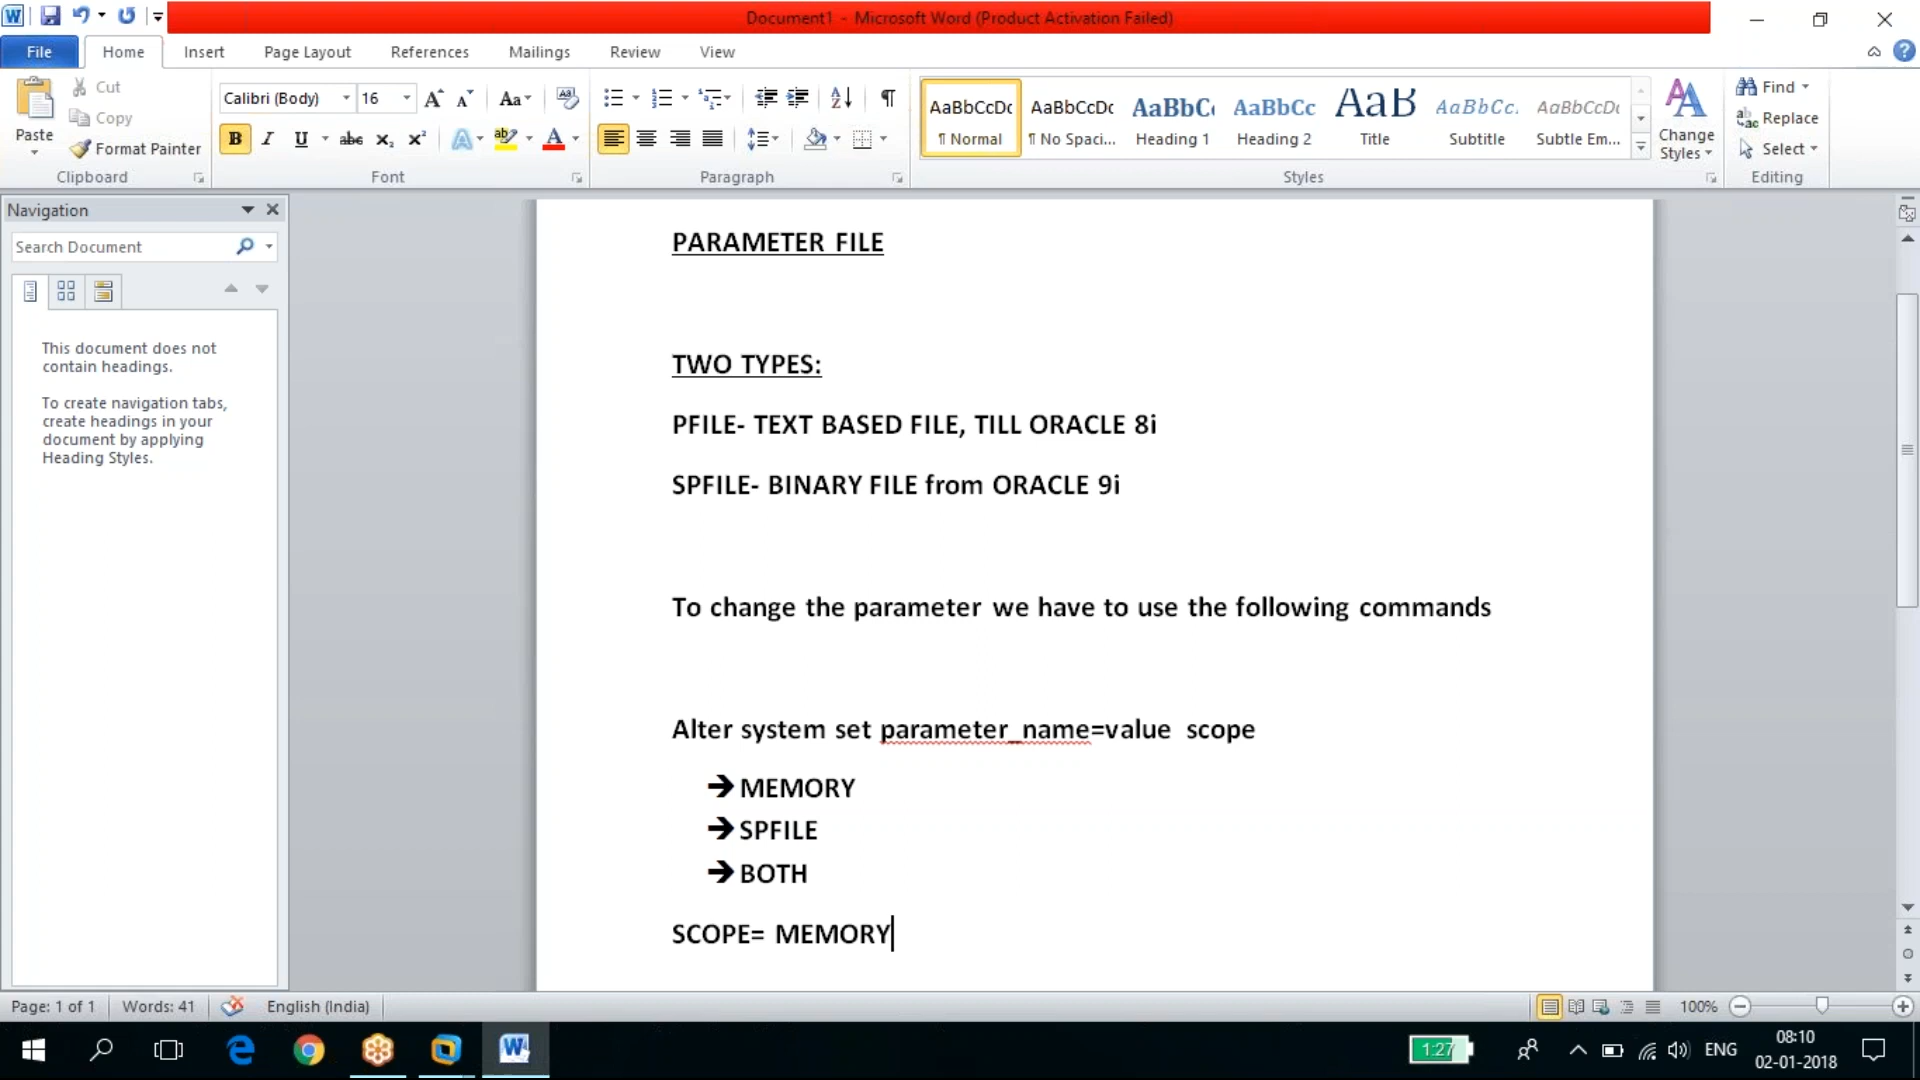 Document1 - Microsoft Word (Product Activation Failed)
File Home Insert Page Layout References Mailings Review View
Paste
Cut
Copy
Format Painter
Clipboard
Calibri (Body) 16
Font
Paragraph
AaBbCcDc AaBbCcDc AaBbC AaBbCc AaB AaBbCc. AaBbCcDc
¶ Normal ¶ No Spaci... Heading 1 Heading 2 Title Subtitle Subtle Em...
Styles
Change Styles
Find
Replace
Select
Editing
Navigation
Search Document
This document does not
contain headings.
To create navigation tabs,
create headings in your
document by applying
Heading Styles.
PARAMETER FILE
TWO TYPES:
PFILE- TEXT BASED FILE, TILL ORACLE 8i
SPFILE- BINARY FILE from ORACLE 9i
To change the parameter we have to use the following commands
Alter system set parameter_name=value scope
➔ MEMORY
➔ SPFILE
➔ BOTH
SCOPE= MEMORY
Page: 1 of 1 Words: 41 English (India) 100%
1:27 ENG 08:10
02-01-2018